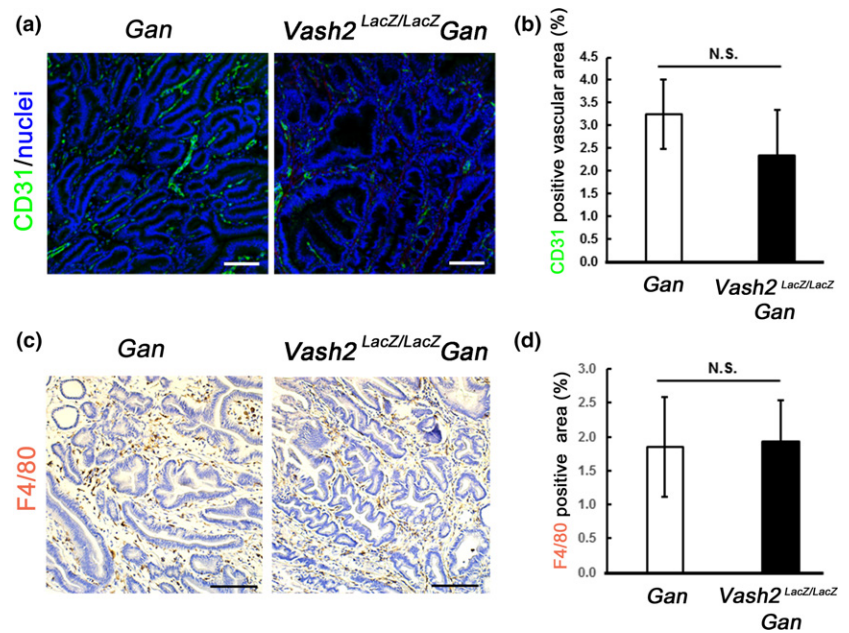 (a)
Gan
Vash2 LacZ/LacZ Gan
CD31/nuclei
(b)
CD31 positive vascular area (%)
4.5
4.0
3.5
3.0
2.5
2.0
1.5
1.0
0.5
0.0
N.S.
Gan
Vash2 LacZ/LacZ
Gan
(c)
Gan
Vash2 LacZ/LacZ Gan
F4/80
(d)
F4/80 positive area (%)
3.0
2.5
2.0
1.5
1.0
0.5
0.0
N.S.
Gan
Vash2 LacZ/LacZ
Gan